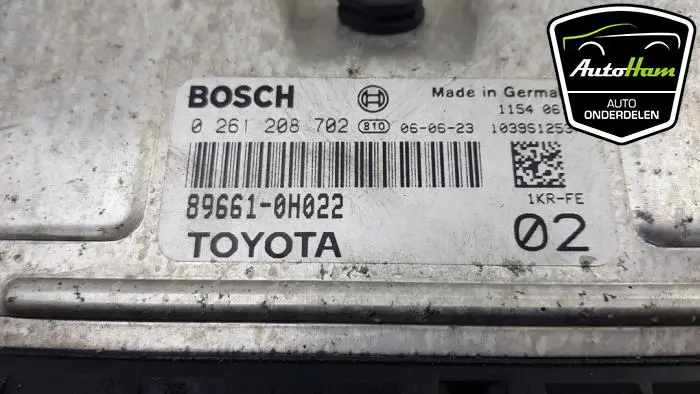 BOSCH
Made in Germa
1154 06
0 261 208 702 810 06-06-23 1039S1253
89661-0H022
1KR-FE
TOYOTA
02
AutoHam
AUTO
ONDERDELEN